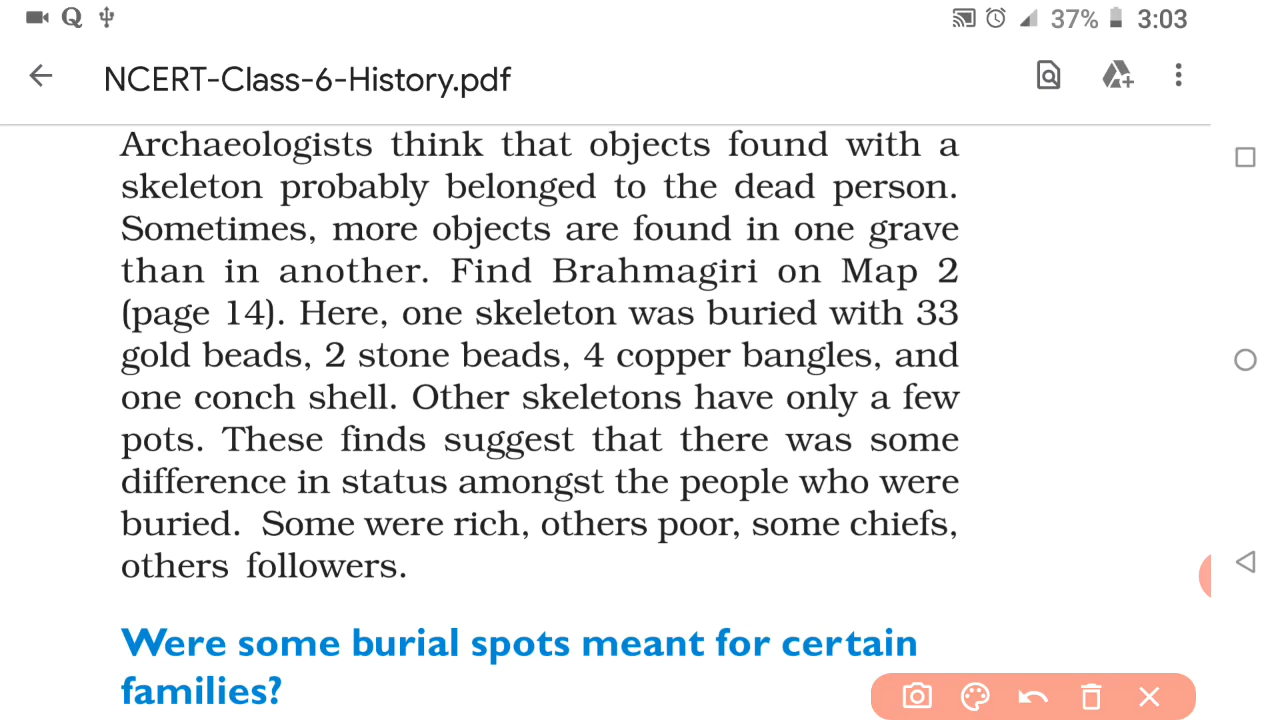 Q 37% 3:03
NCERT-Class-6-History.pdf
Archaeologists think that objects found with a
skeleton probably belonged to the dead person.
Sometimes, more objects are found in one grave
than in another. Find Brahmagiri on Map 2
(page 14). Here, one skeleton was buried with 33
gold beads, 2 stone beads, 4 copper bangles, and
one conch shell. Other skeletons have only a few
pots. These finds suggest that there was some
difference in status amongst the people who were
buried. Some were rich, others poor, some chiefs,
others followers.
Were some burial spots meant for certain
families?